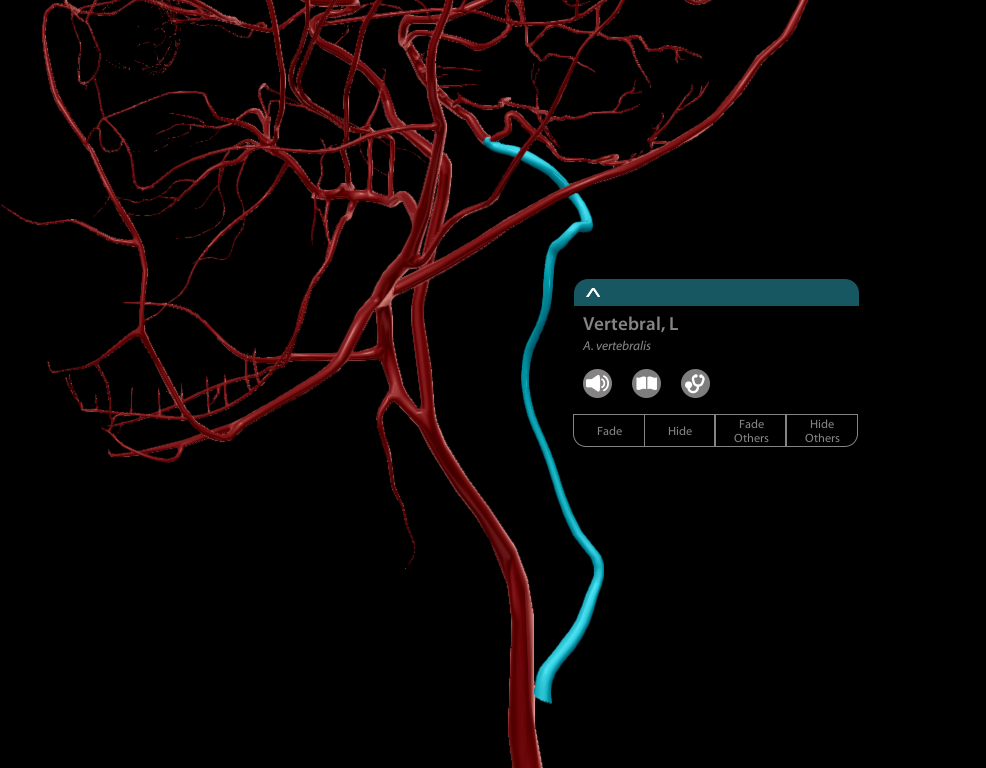 Vertebral, L
A. vertebralis
Fade
Hide
Fade
Others
Hide
Others